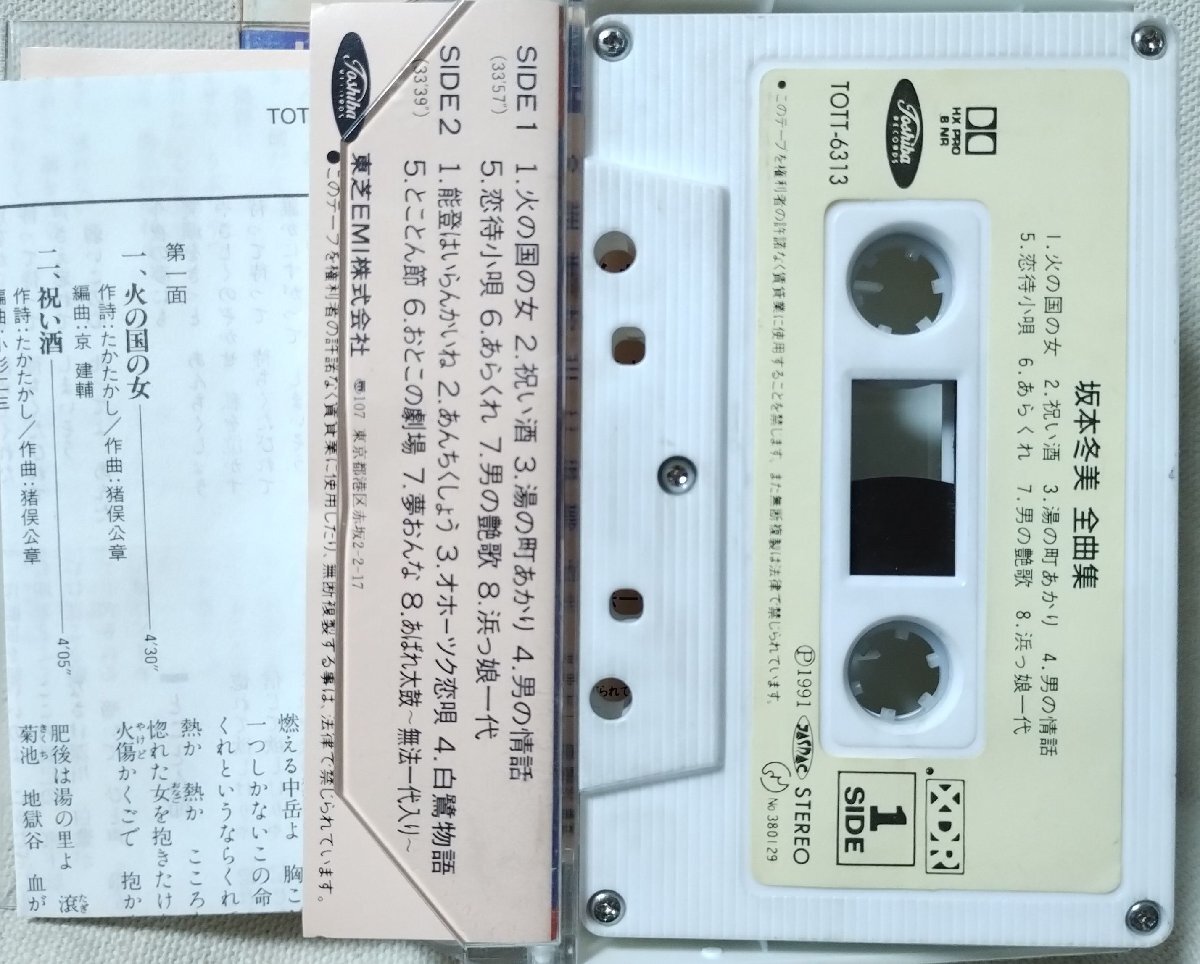 TOT
第一面
一、火の国の女 4'30"
作詩：たかたかし／作曲：猪俣公章
編曲：京 建輔
二、祝い酒 4'05"
作詩：たかたかし／作曲：猪俣公章
燃える中岳よ 胸こ
一つしかないこの命
くれというならくれ
熱か 熱か こころ
惚れた女を抱きたけ
火傷かくごで 抱か
肥後は湯の里よ 滾
菊池 地獄谷 血が
SIDE 1
(33'57")
1.火の国の女 2.祝い酒 3.湯の町あかり 4.男の情話
5.恋待小唄 6.あらくれ 7.男の艶歌 8.浜っ娘一代
SIDE 2
(33'39")
1.能登はいらんかいね 2.あんちくしょう 3.オホーツク恋唄 4.白鷺物語
5.とことん節 6.おとこの劇場 7.夢おんな 8.あばれ太鼓～無法一代入り～
Toshiba
RECORDS
東芝EMI株式会社 〒107 東京都港区赤坂2-2-17
●このテープを権利者の許諾なく賃貸業に使用したり、無断複製する事は、法律で禁じられています。
HX PRO
B NR
Toshiba
RECORDS
TOTT-6313
坂本冬美 全曲集
1.火の国の女 2.祝い酒 3.湯の町あかり 4.男の情話
5.恋待小唄 6.あらくれ 7.男の艶歌 8.浜っ娘一代
●このテープを権利者の許諾なく賃貸業に使用することを禁じます。また無断複製は法律で禁じられています。
XDR
1
SIDE
Ⓟ1991 JASRAC STEREO
No.380129